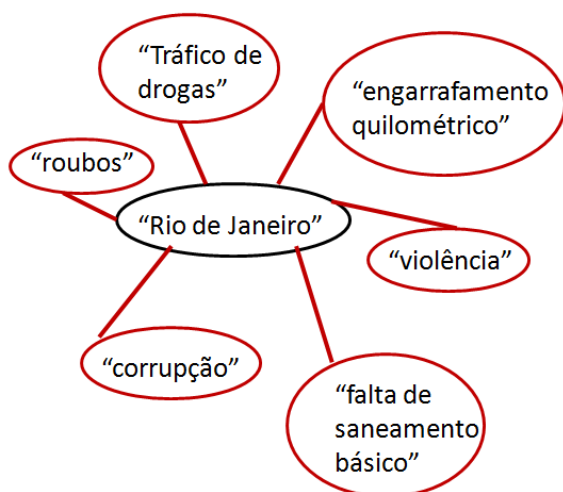 “Tráfico de
drogas”
“engarrafamento
quilométrico”
“roubos”
“Rio de Janeiro”
“violência”
“corrupção”
“falta de
saneamento
básico”